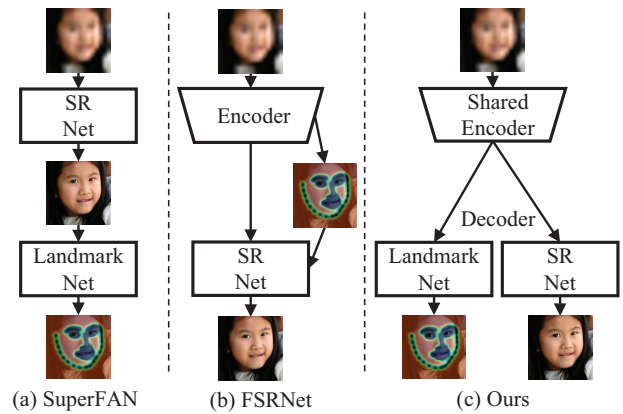 SR
Net
Landmark
Net
(a) SuperFAN
Encoder
SR
Net
(b) FSRNet
Shared
Encoder
Decoder
Landmark
Net
SR
Net
(c) Ours